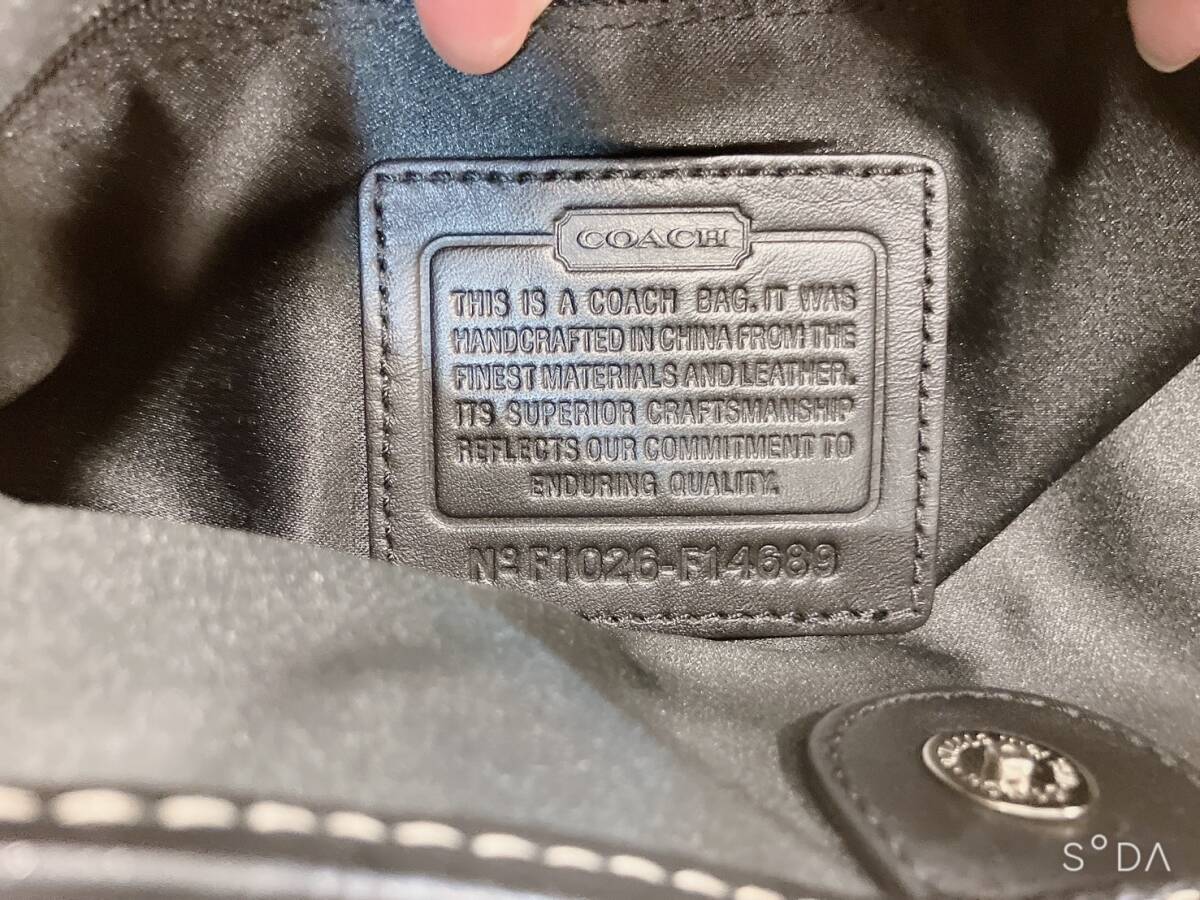 COACH
THIS IS A COACH BAG. IT WAS
HANDCRAFTED IN CHINA FROM THE
FINEST MATERIALS AND LEATHER.
ITS SUPERIOR CRAFTSMANSHIP
REFLECTS OUR COMMITMENT TO
ENDURING QUALITY.
Nº F1026-F14689
SODA